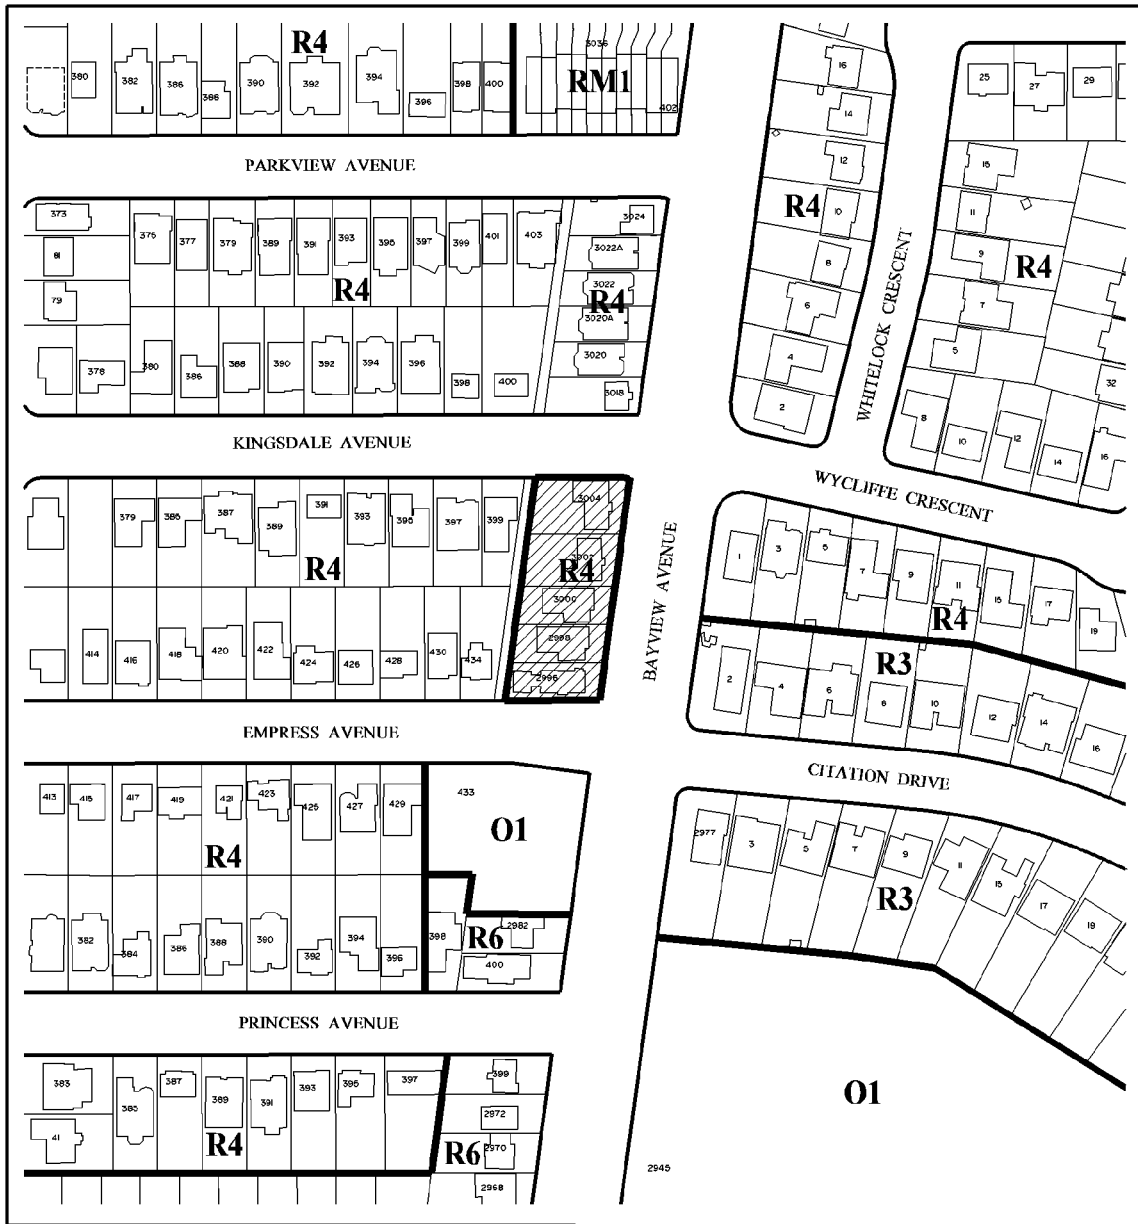 R4
380 382 386 386 390 392 394 396 398 400
3036
RM1
402
PARKVIEW AVENUE
373
81
79
375 377 379 389 391 393 395 397 399 401 403
R4
378 380 386 388 390 392 394 396 398 400
3024
3022A
3022
R4
3020A
3020
3018
KINGSDALE AVENUE
16
14
12
R4
10
8
6
4
2
WHITELOCK CRESCENT
25 27 29
15
11
9
R4
7
5
32
8 10 12 14 16
WYCLIFFE CRESCENT
379 385 387 389 391 393 395 397 399
R4
414 416 418 420 422 424 426 428 430 434
3004
3002
R4
3000
2998
2996
BAYVIEW AVENUE
1 3 5 7 9 11 15 17 19
R4
R3
2 4 6 8 10 12 14 16
EMPRESS AVENUE
CITATION DRIVE
413 415 417 419 421 423 425 427 429
433
O1
R4
382 384 386 388 390 392 394 396
398
R6
2982
400
2977 3 5 7 9 11 15 17 19
R3
PRINCESS AVENUE
383
41
385 387 389 391 393 395 397
R4
399
2972
R6
2970
2968
O1
2945